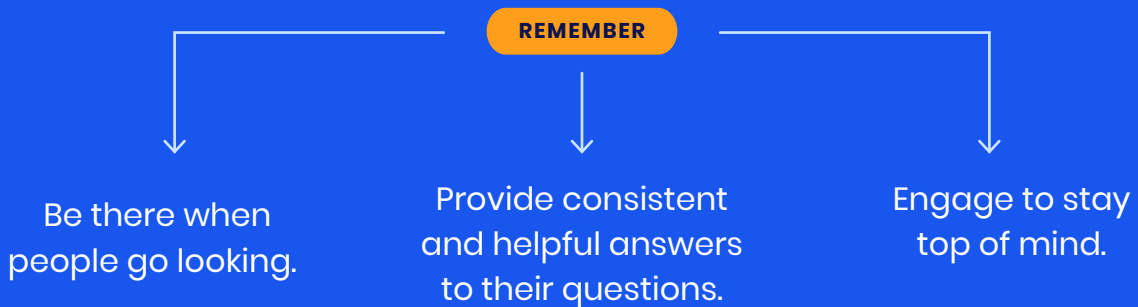 REMEMBER
Be there when
people go looking.
Provide consistent
and helpful answers
to their questions.
Engage to stay
top of mind.